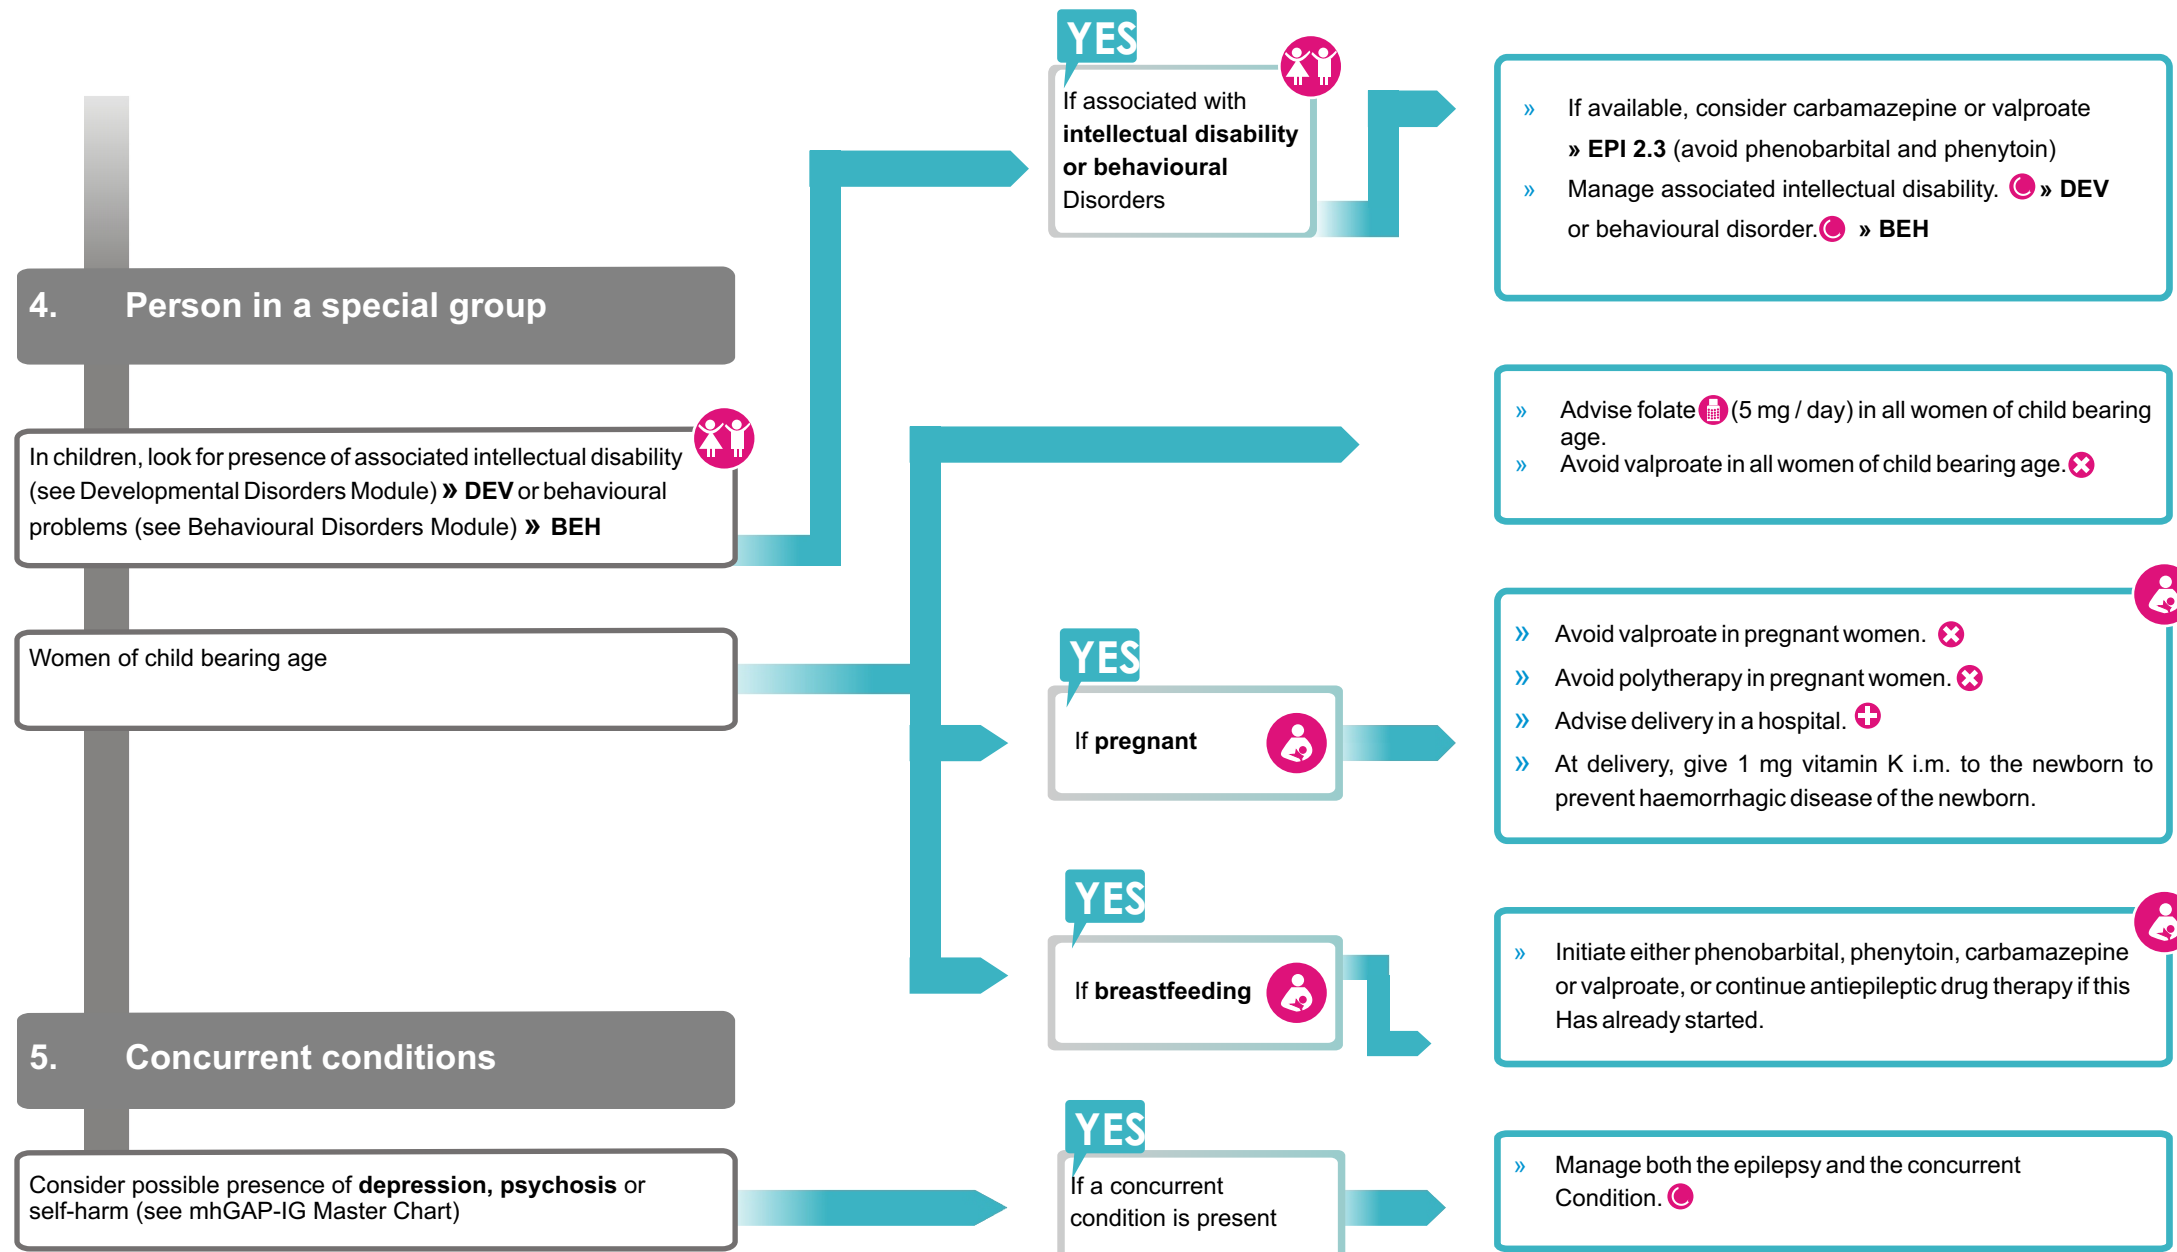 4. Person in a special group
In children, look for presence of associated intellectual disability
(see Developmental Disorders Module) » DEV or behavioural
problems (see Behavioural Disorders Module) » BEH
YES
If associated with
intellectual disability
or behavioural
Disorders
» If available, consider carbamazepine or valproate
» EPI 2.3 (avoid phenobarbital and phenytoin)
» Manage associated intellectual disability. » DEV
or behavioural disorder. » BEH
Women of child bearing age
» Advise folate (5 mg / day) in all women of child bearing
age.
» Avoid valproate in all women of child bearing age.
YES
If pregnant
» Avoid valproate in pregnant women.
» Avoid polytherapy in pregnant women.
» Advise delivery in a hospital.
» At delivery, give 1 mg vitamin K i.m. to the newborn to
prevent haemorrhagic disease of the newborn.
YES
If breastfeeding
» Initiate either phenobarbital, phenytoin, carbamazepine
or valproate, or continue antiepileptic drug therapy if this
Has already started.
5. Concurrent conditions
Consider possible presence of depression, psychosis or
self-harm (see mhGAP-IG Master Chart)
YES
If a concurrent
condition is present
» Manage both the epilepsy and the concurrent
Condition.